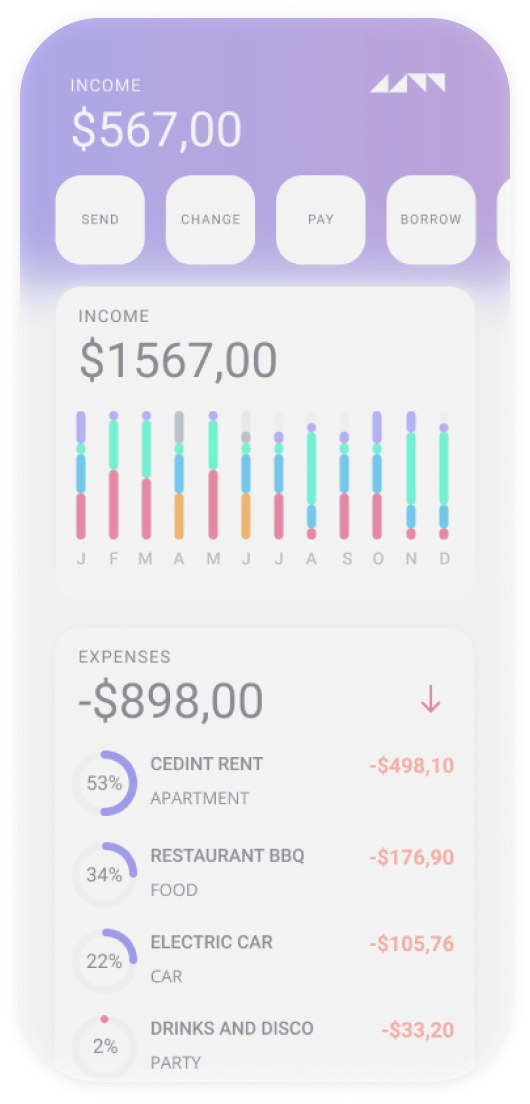 INCOME
$567,00
SEND CHANGE PAY BORROW
INCOME
$1567,00
J F M A M J J A S O N D
EXPENSES
-$898,00
53% CEDINT RENT -$498,10
APARTMENT
34% RESTAURANT BBQ -$176,90
FOOD
22% ELECTRIC CAR -$105,76
CAR
2% DRINKS AND DISCO -$33,20
PARTY